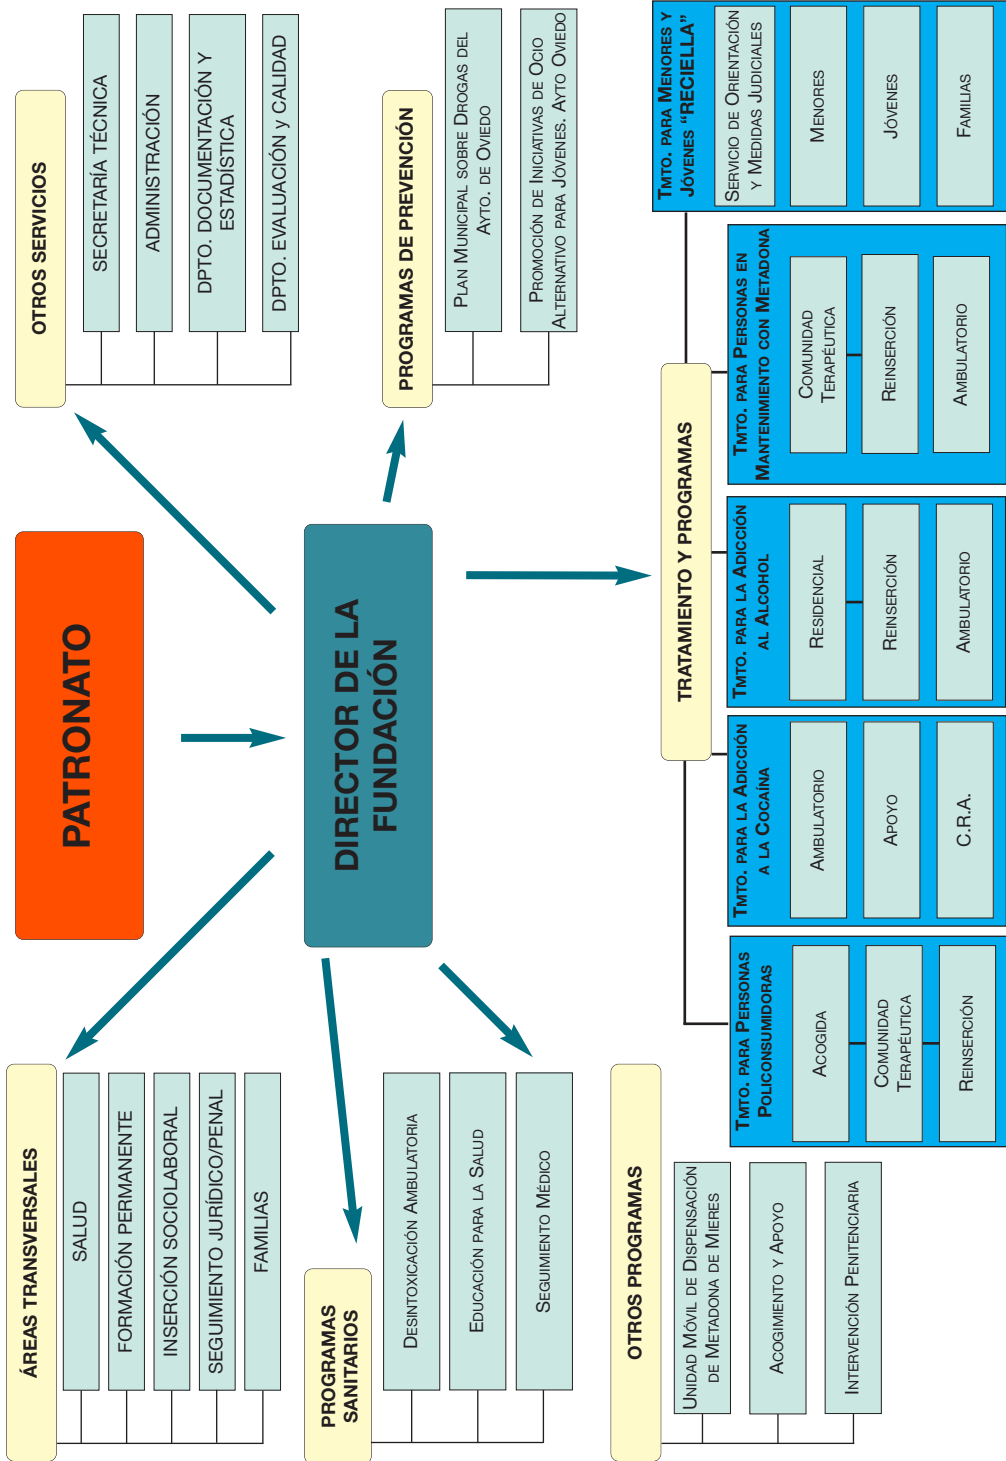 PATRONATO
DIRECTOR DE LA
FUNDACIÓN
ÁREAS TRANSVERSALES
SALUD
FORMACIÓN PERMANENTE
INSERCIÓN SOCIOLABORAL
SEGUIMIENTO JURÍDICO/PENAL
FAMILIAS
OTROS SERVICIOS
SECRETARÍA TÉCNICA
ADMINISTRACIÓN
DPTO. DOCUMENTACIÓN Y
ESTADÍSTICA
DPTO. EVALUACIÓN y CALIDAD
PROGRAMAS
SANITARIOS
DESINTOXICACIÓN AMBULATORIA
EDUCACIÓN PARA LA SALUD
SEGUIMIENTO MÉDICO
PROGRAMAS DE PREVENCIÓN
PLAN MUNICIPAL SOBRE DROGAS DEL
AYTO. DE OVIEDO
PROMOCIÓN DE INICIATIVAS DE OCIO
ALTERNATIVO PARA JÓVENES. AYTO OVIEDO
OTROS PROGRAMAS
UNIDAD MÓVIL DE DISPENSACIÓN
DE METADONA DE MIERES
ACOGIMIENTO Y APOYO
INTERVENCIÓN PENITENCIARIA
TRATAMIENTO Y PROGRAMAS
TMTO. PARA PERSONAS
POLICONSUMIDORAS
ACOGIDA
COMUNIDAD
TERAPÉUTICA
REINSERCIÓN
TMTO. PARA LA ADICCIÓN
A LA COCAÍNA
AMBULATORIO
APOYO
C.R.A.
TMTO. PARA LA ADICCIÓN
AL ALCOHOL
RESIDENCIAL
REINSERCIÓN
AMBULATORIO
TMTO. PARA PERSONAS EN
MANTENIMIENTO CON METADONA
COMUNIDAD
TERAPÉUTICA
REINSERCIÓN
AMBULATORIO
TMTO. PARA MENORES Y
JÓVENES “RECIELLA”
SERVICIO DE ORIENTACIÓN
Y MEDIDAS JUDICIALES
MENORES
JÓVENES
FAMILIAS